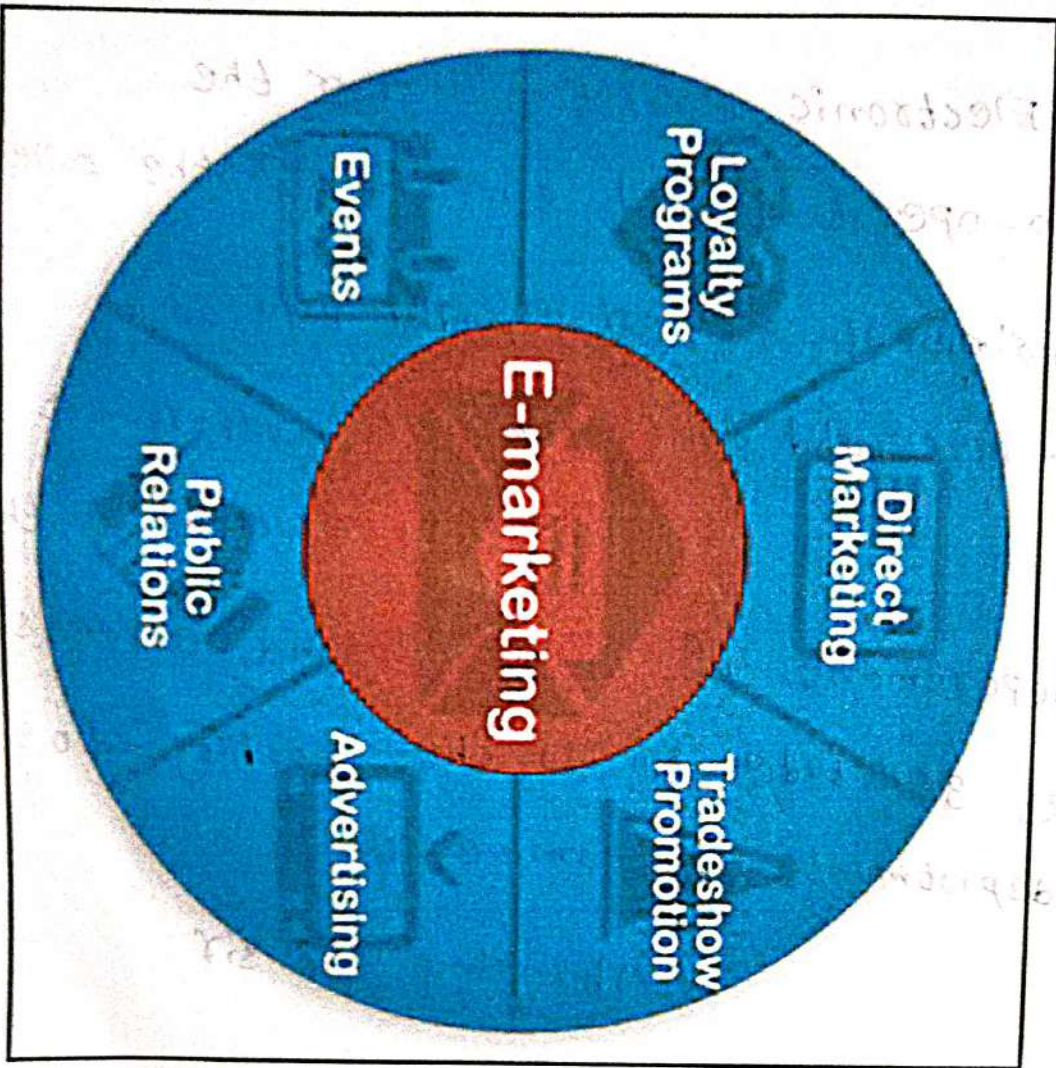 Direct
Marketing
Loyalty
Programs
Tradeshow
Promotion
E-marketing
Events
Advertising
Public
Relations